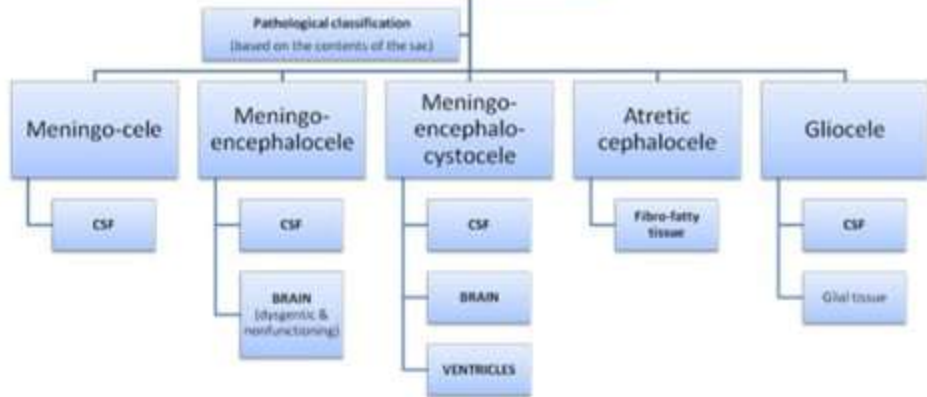 Pathological classification
(based on the contents of the sac)
Meningo-cele
Meningo-
encephalocele
Meningo-
encephalo-
cystocele
Atretic
cephalocele
Gliocele
CSF
CSF
CSF
Fibro-fatty
tissue
CSF
BRAIN
(dysgentic &
nonfunctioning)
BRAIN
Glial tissue
VENTRICLES